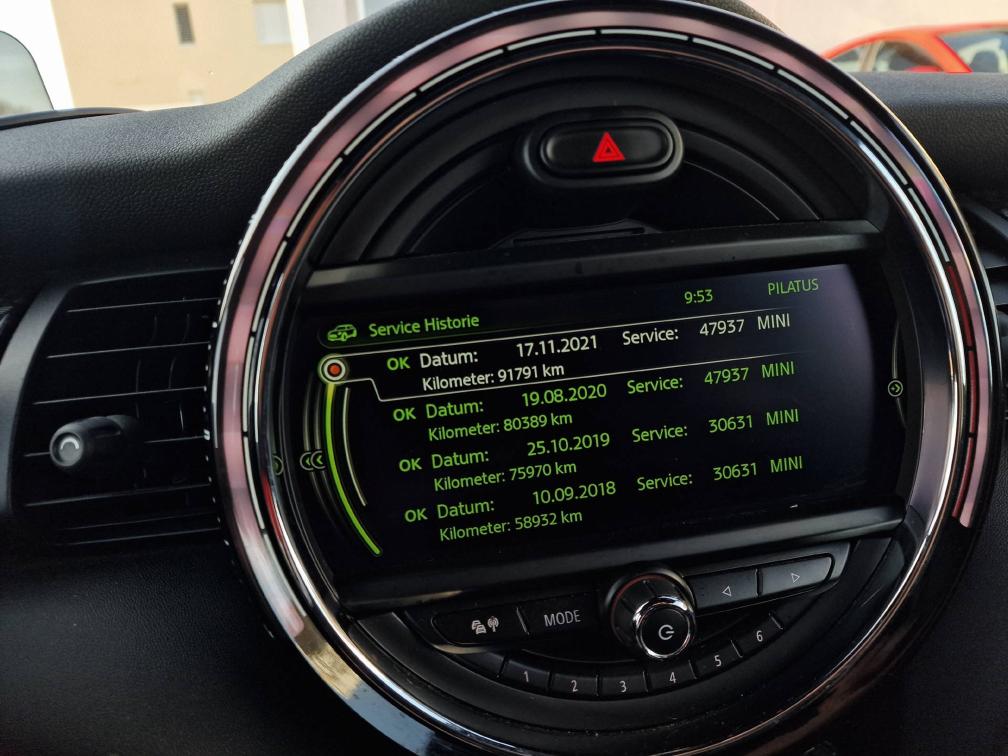 9:53 PILATUS
Service Historie
OK Datum: 17.11.2021 Service: 47937 MINI
Kilometer: 91791 km
OK Datum: 19.08.2020 Service: 47937 MINI
Kilometer: 80389 km
OK Datum: 25.10.2019 Service: 30631 MINI
Kilometer: 75970 km
OK Datum: 10.09.2018 Service: 30631 MINI
Kilometer: 58932 km
MODE
1 2 3 4 5 6